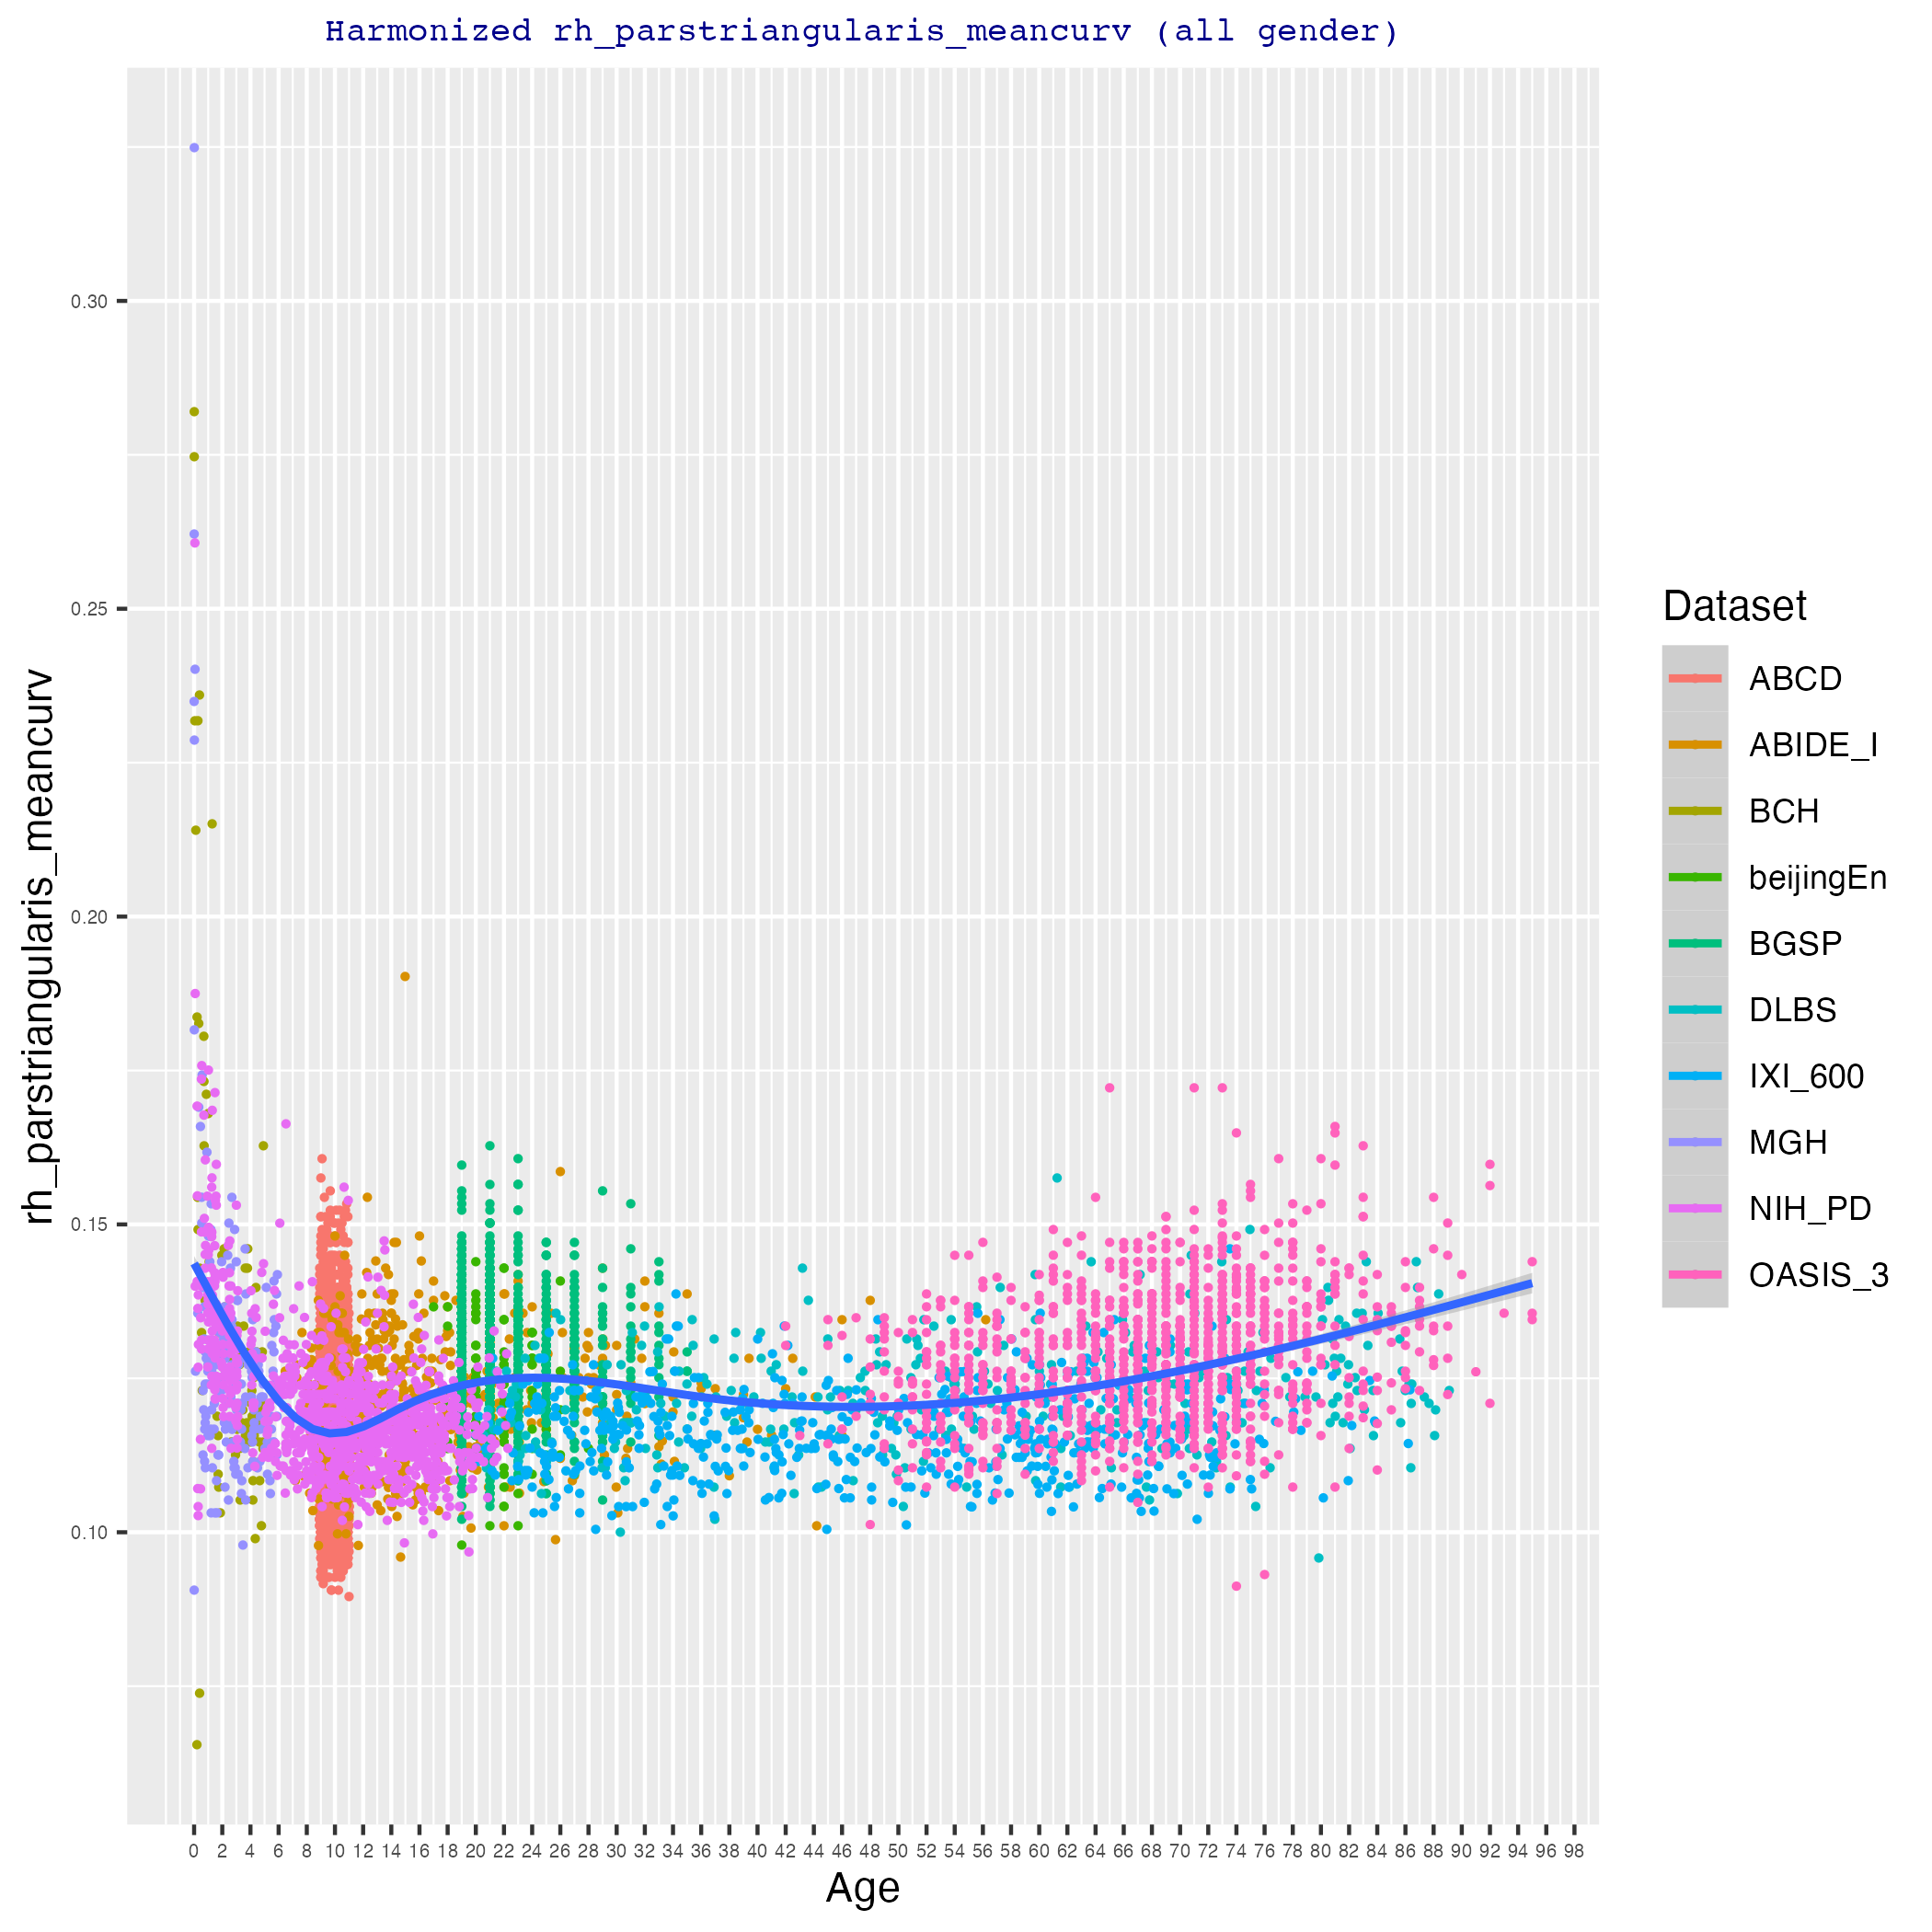 Harmonized rh_parstriangularis_meancurv (all gender)
rh_parstriangularis_meancurv
0.30
0.25
0.20
0.15
0.10
0 2 4 6 8 10 12 14 16 18 20 22 24 26 28 30 32 34 36 38 40 42 44 46 48 50 52 54 56 58 60 62 64 66 68 70 72 74 76 78 80 82 84 86 88 90 92 94 96 98
Age
Dataset
ABCD
ABIDE_I
BCH
beijingEn
BGSP
DLBS
IXI_600
MGH
NIH_PD
OASIS_3